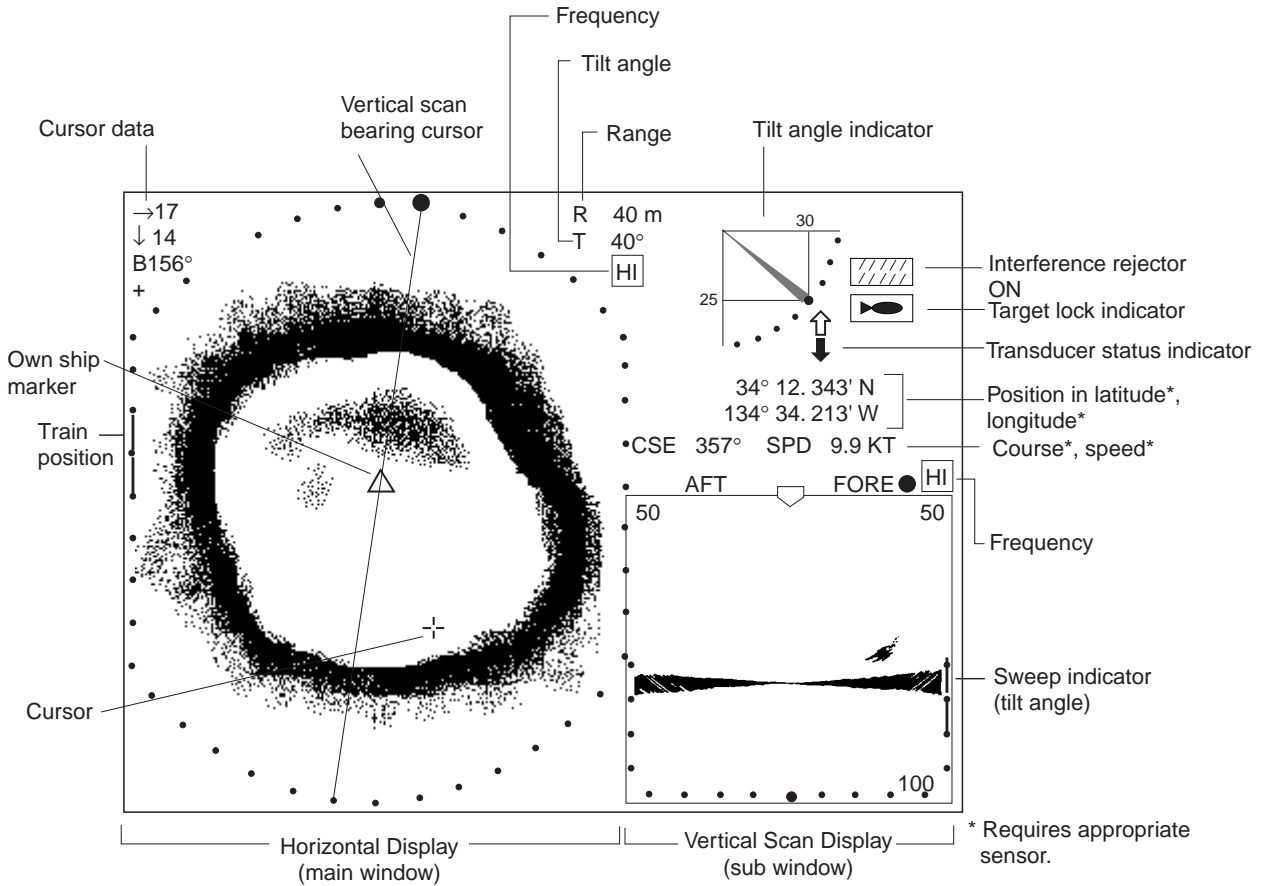 Frequency
Tilt angle
Vertical scan
bearing cursor
Cursor data
Range
Tilt angle indicator
→17
↓ 14
B156°
+
R 40 m
T 40°
HI
30
25
Interference rejector
ON
Target lock indicator
Transducer status indicator
Own ship
marker
34° 12. 343' N
134° 34. 213' W
Position in latitude*,
longitude*
Train
position
CSE 357° SPD 9.9 KT
Course*, speed*
AFT
FORE
HI
50
50
Frequency
Sweep indicator
(tilt angle)
Cursor
100
* Requires appropriate
sensor.
Horizontal Display
(main window)
Vertical Scan Display
(sub window)